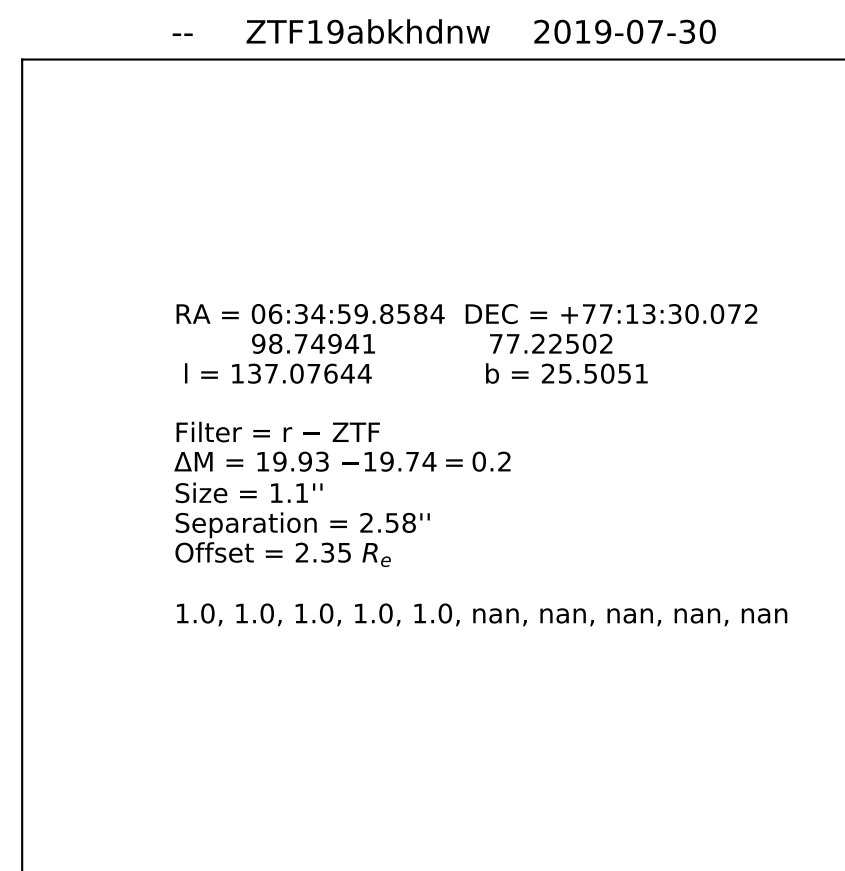 -- ZTF19abkhdnw 2019-07-30
RA = 06:34:59.8584 DEC = +77:13:30.072
98.74941 77.22502
l = 137.07644 b = 25.5051
Filter = r − ZTF
ΔM = 19.93 −19.74 = 0.2
Size = 1.1''
Separation = 2.58''
Offset = 2.35 Rₑ
1.0, 1.0, 1.0, 1.0, 1.0, nan, nan, nan, nan, nan